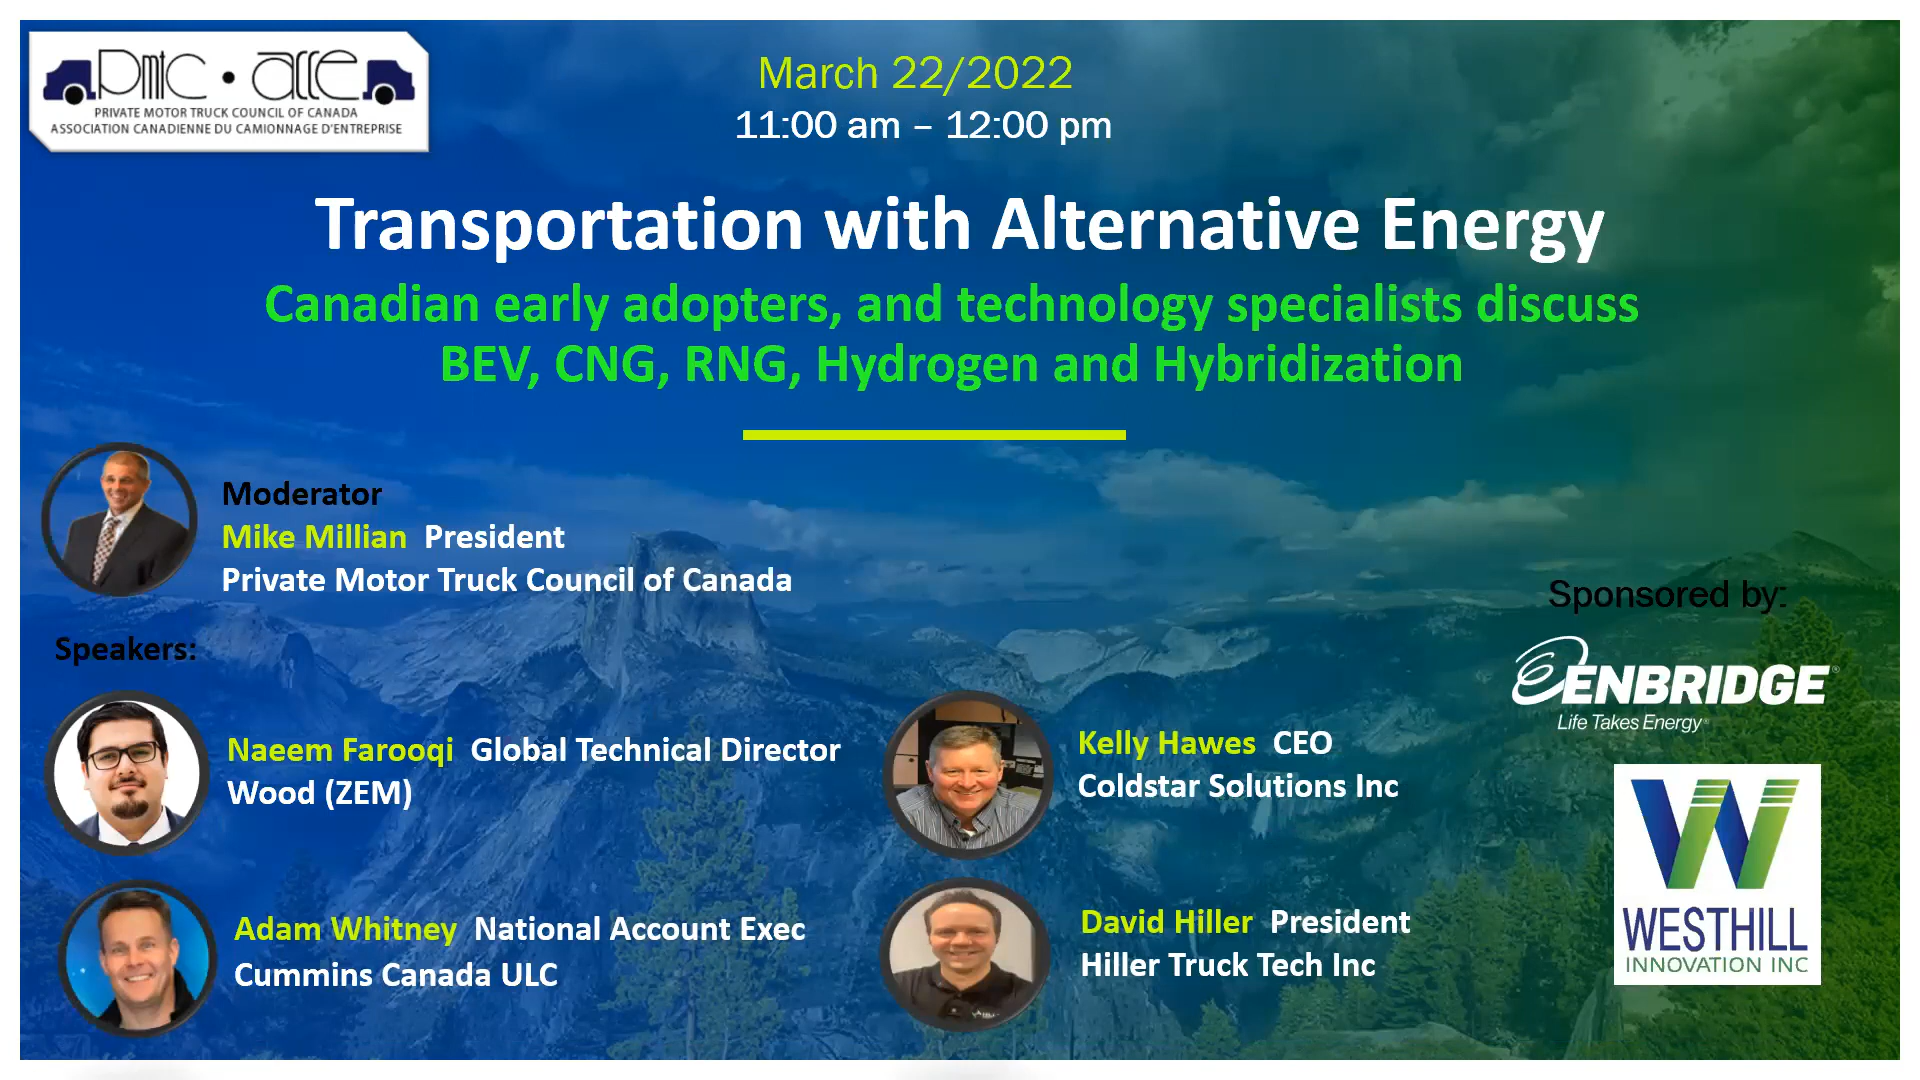 pmtc • acce
PRIVATE MOTOR TRUCK COUNCIL OF CANADA
ASSOCIATION CANADIENNE DU CAMIONNAGE D'ENTREPRISE
March 22/2022
11:00 am – 12:00 pm
Transportation with Alternative Energy
Canadian early adopters, and technology specialists discuss
BEV, CNG, RNG, Hydrogen and Hybridization
Moderator
Mike Millian President
Private Motor Truck Council of Canada
Speakers:
Naeem Farooqi Global Technical Director
Wood (ZEM)
Adam Whitney National Account Exec
Cummins Canada ULC
Kelly Hawes CEO
Coldstar Solutions Inc
David Hiller President
Hiller Truck Tech Inc
Sponsored by:
ENBRIDGE®
Life Takes Energy®
W
WESTHILL
INNOVATION INC